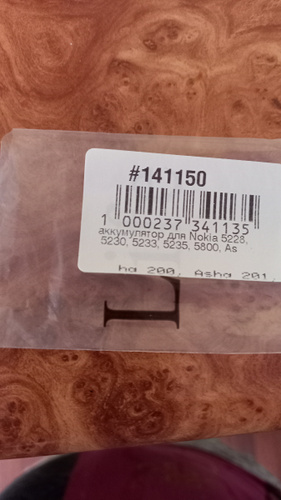 #141150
1 000237 341135
аккумулятор для Nokia 5228,
5230, 5233, 5235, 5800, As
ha 200, Asha 201,